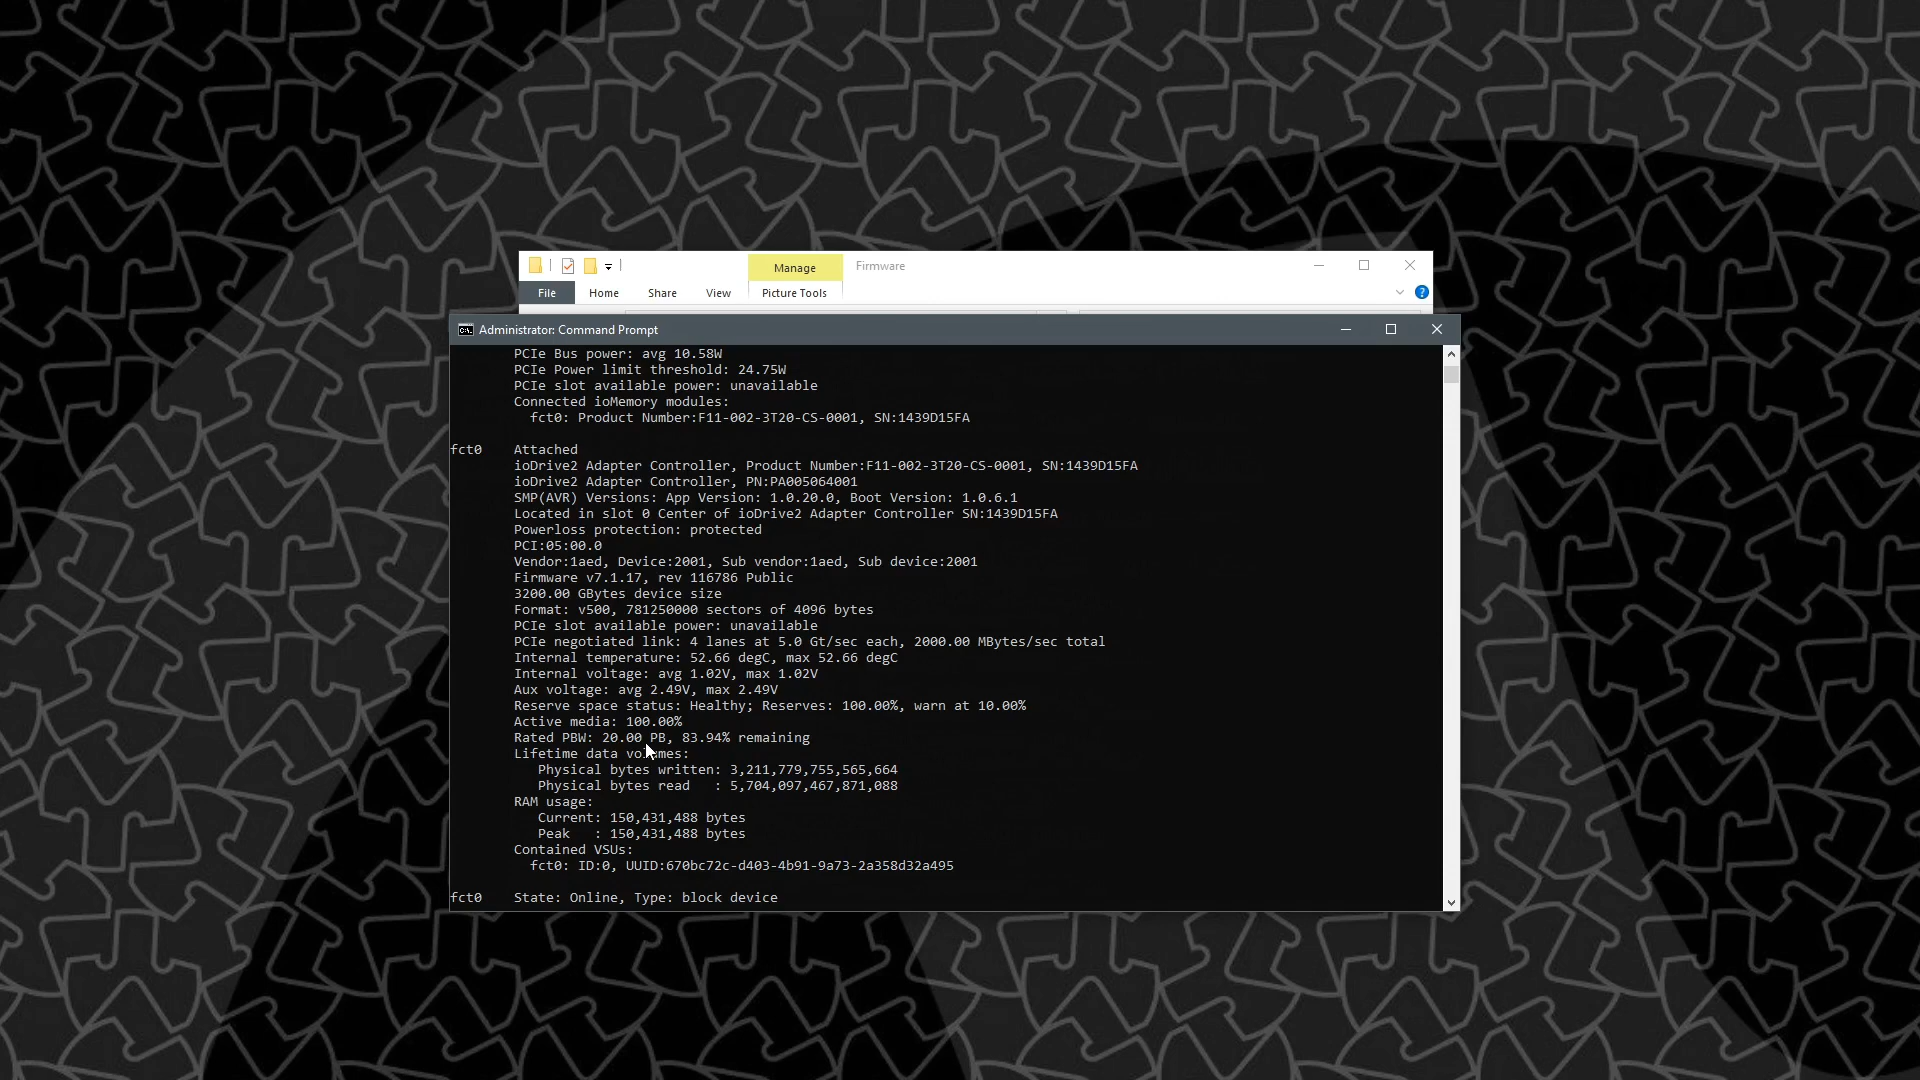 Manage
Firmware
File
Home
Share
View
Picture Tools
Administrator: Command Prompt
PCIe Bus power: avg 10.58W
PCIe Power limit threshold: 24.75W
PCIe slot available power: unavailable
Connected ioMemory modules:
fct0: Product Number:F11-002-3T20-CS-0001, SN:1439D15FA
fct0 Attached
ioDrive2 Adapter Controller, Product Number:F11-002-3T20-CS-0001, SN:1439D15FA
ioDrive2 Adapter Controller, PN:PA005064001
SMP(AVR) Versions: App Version: 1.0.20.0, Boot Version: 1.0.6.1
Located in slot 0 Center of ioDrive2 Adapter Controller SN:1439D15FA
Powerloss protection: protected
PCI:05:00.0
Vendor:1aed, Device:2001, Sub vendor:1aed, Sub device:2001
Firmware v7.1.17, rev 116786 Public
3200.00 GBytes device size
Format: v500, 781250000 sectors of 4096 bytes
PCIe slot available power: unavailable
PCIe negotiated link: 4 lanes at 5.0 Gt/sec each, 2000.00 MBytes/sec total
Internal temperature: 52.66 degC, max 52.66 degC
Internal voltage: avg 1.02V, max 1.02V
Aux voltage: avg 2.49V, max 2.49V
Reserve space status: Healthy; Reserves: 100.00%, warn at 10.00%
Active media: 100.00%
Rated PBW: 20.00 PB, 83.94% remaining
Lifetime data volumes:
Physical bytes written: 3,211,779,755,565,664
Physical bytes read : 5,704,097,467,871,088
RAM usage:
Current: 150,431,488 bytes
Peak : 150,431,488 bytes
Contained VSUs:
fct0: ID:0, UUID:670bc72c-d403-4b91-9a73-2a358d32a495
fct0 State: Online, Type: block device